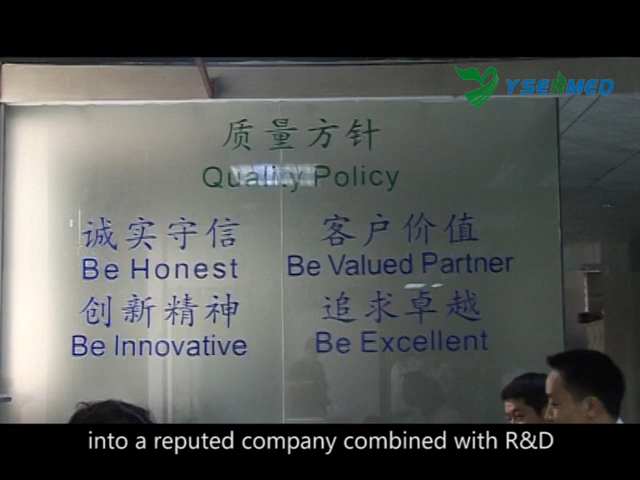 YSENMED
质量方针
Quality Policy
诚实守信 客户价值
Be Honest Be Valued Partner
创新精神 追求卓越
Be Innovative Be Excellent
into a reputed company combined with R&D